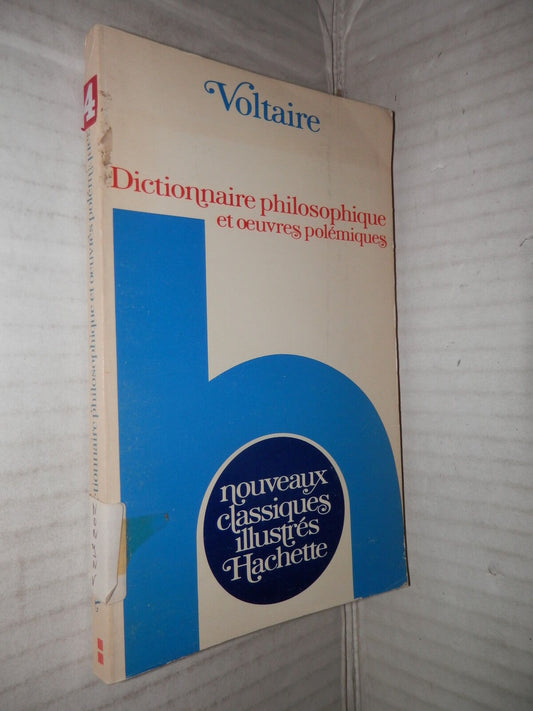 Voltaire
Dictionnaire philosophique
et oeuvres polémiques
nouveaux
classiques
illustrés
Hachette
4
Dictionnaire philosophique et oeuvres polémiques